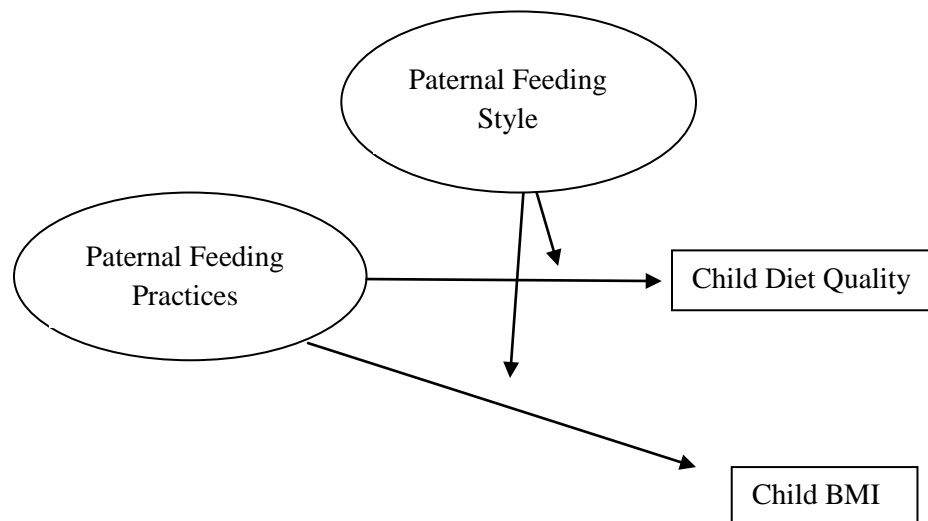 Paternal Feeding
Style
Paternal Feeding
Practices
Child Diet Quality
Child BMI